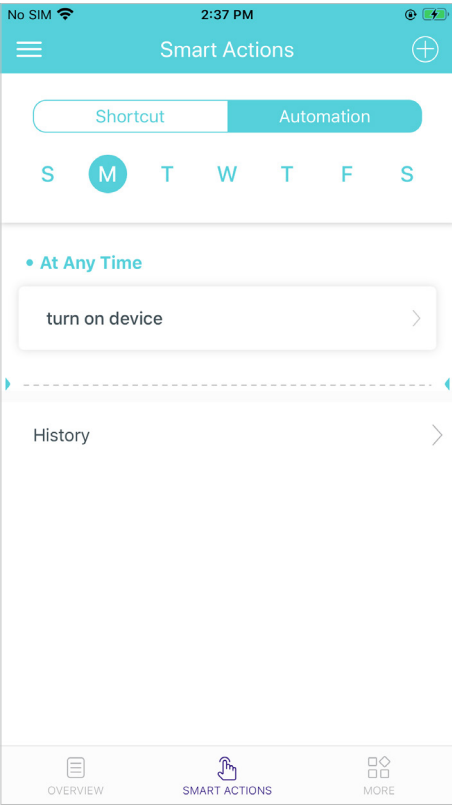 No SIM 2:37 PM
Smart Actions
Shortcut Automation
S M T W T F S
• At Any Time
turn on device
History
OVERVIEW SMART ACTIONS MORE